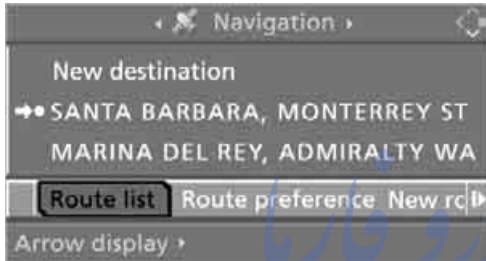 Navigation
New destination
SANTA BARBARA, MONTERREY ST
MARINA DEL REY, ADMIRALTY WA
Route list Route preference New rc
Arrow display